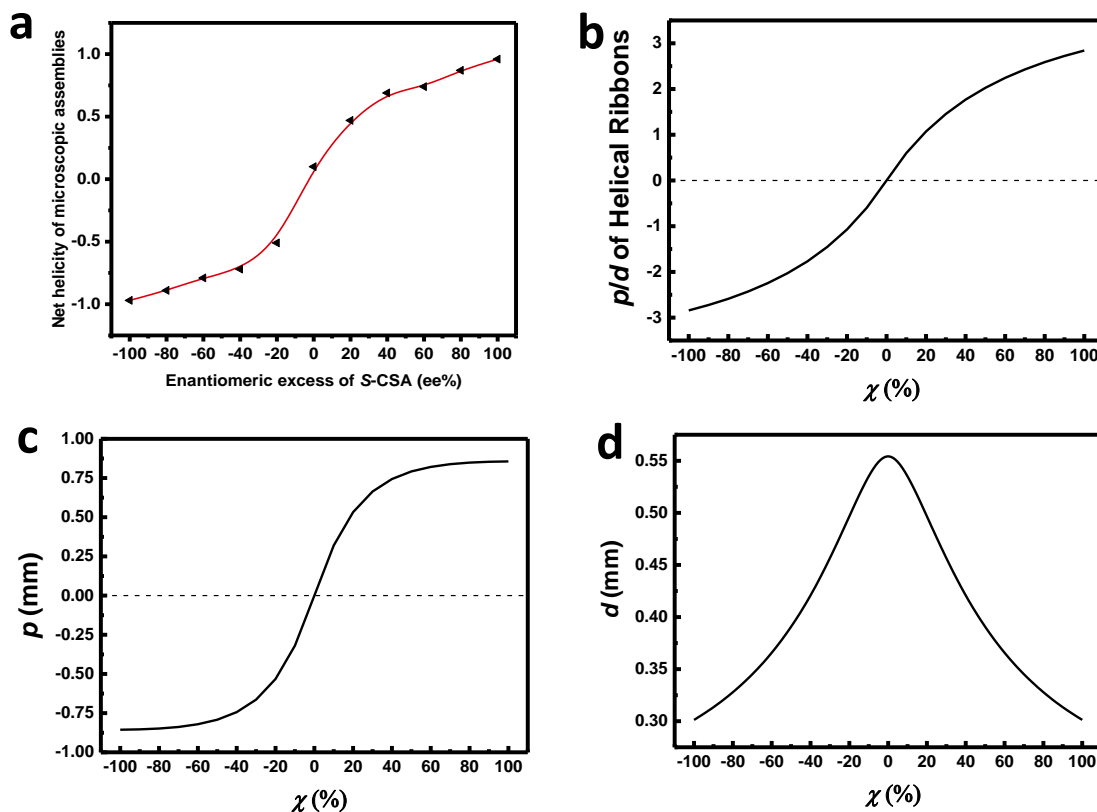 a
Net helicity of microscopic assemblies
1.0
0.5
0.0
-0.5
-1.0
-100 -80 -60 -40 -20 0 20 40 60 80 100
Enantiomeric excess of S-CSA (ee%)
b
p/d of Helical Ribbons
3
2
1
0
-1
-2
-3
-100 -80 -60 -40 -20 0 20 40 60 80 100
χ (%)
c
p (mm)
1.00
0.75
0.50
0.25
0.00
-0.25
-0.50
-0.75
-1.00
-100 -80 -60 -40 -20 0 20 40 60 80 100
χ (%)
d
d (mm)
0.55
0.50
0.45
0.40
0.35
0.30
-100 -80 -60 -40 -20 0 20 40 60 80 100
χ (%)